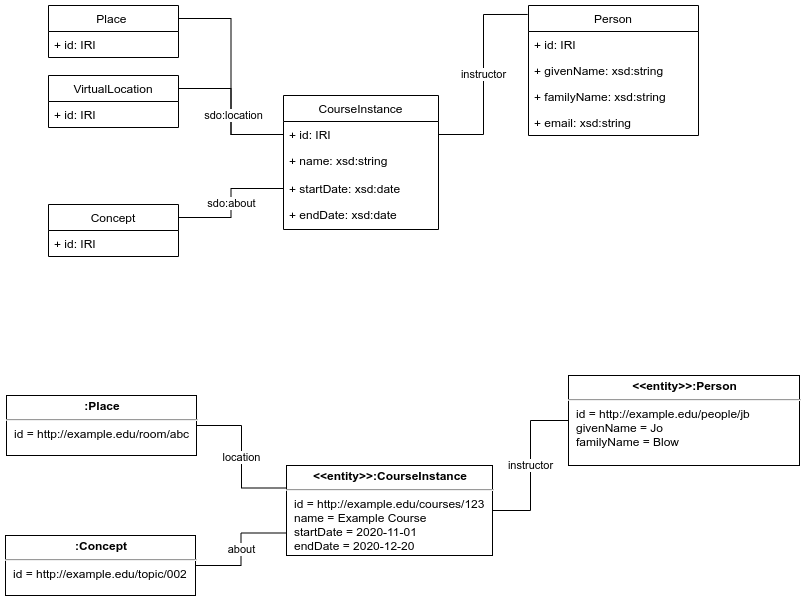 Place
+ id: IRI
VirtualLocation
+ id: IRI
sdo:location
Concept
+ id: IRI
sdo:about
CourseInstance
+ id: IRI
+ name: xsd:string
+ startDate: xsd:date
+ endDate: xsd:date
instructor
Person
+ id: IRI
+ givenName: xsd:string
+ familyName: xsd:string
+ email: xsd:string
:Place
id = http://example.edu/room/abc
location
:Concept
id = http://example.edu/topic/002
about
<<entity>>:CourseInstance
id = http://example.edu/courses/123
name = Example Course
startDate = 2020-11-01
endDate = 2020-12-20
instructor
<<entity>>:Person
id = http://example.edu/people/jb
givenName = Jo
familyName = Blow